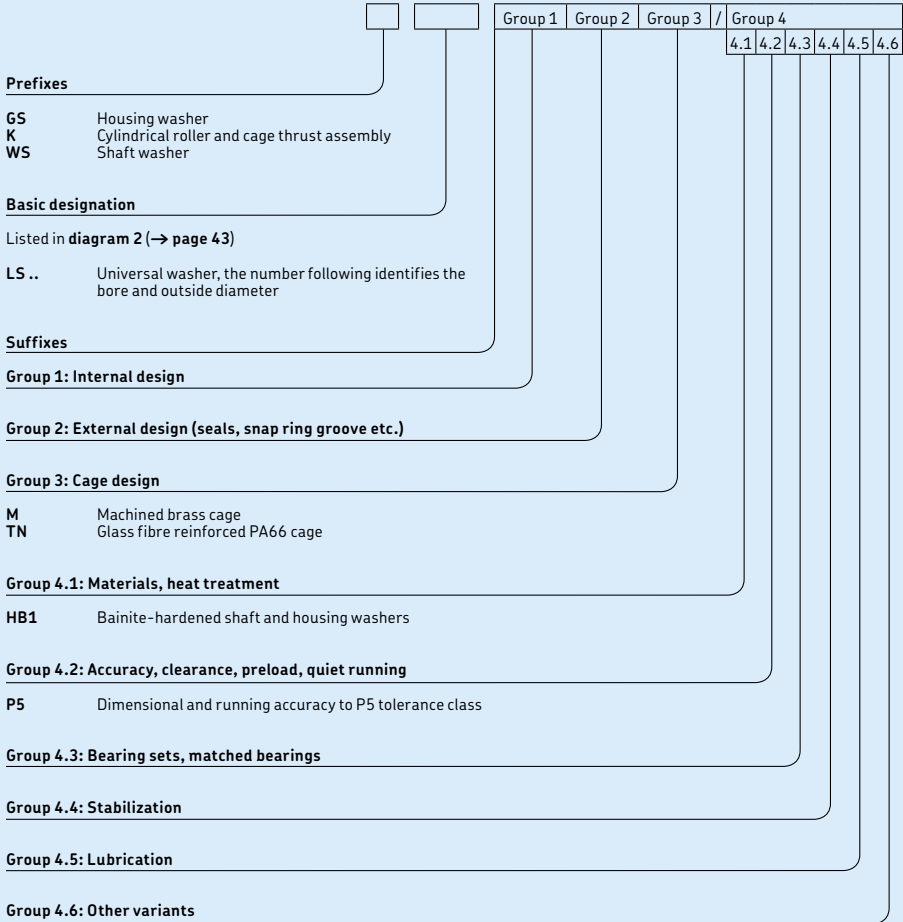 Group 1 Group 2 Group 3 / Group 4
4.1 4.2 4.3 4.4 4.5 4.6
Prefixes
GS Housing washer
K Cylindrical roller and cage thrust assembly
WS Shaft washer
Basic designation
Listed in diagram 2 (→ page 43)
LS .. Universal washer, the number following identifies the
bore and outside diameter
Suffixes
Group 1: Internal design
Group 2: External design (seals, snap ring groove etc.)
Group 3: Cage design
M Machined brass cage
TN Glass fibre reinforced PA66 cage
Group 4.1: Materials, heat treatment
HB1 Bainite-hardened shaft and housing washers
Group 4.2: Accuracy, clearance, preload, quiet running
P5 Dimensional and running accuracy to P5 tolerance class
Group 4.3: Bearing sets, matched bearings
Group 4.4: Stabilization
Group 4.5: Lubrication
Group 4.6: Other variants